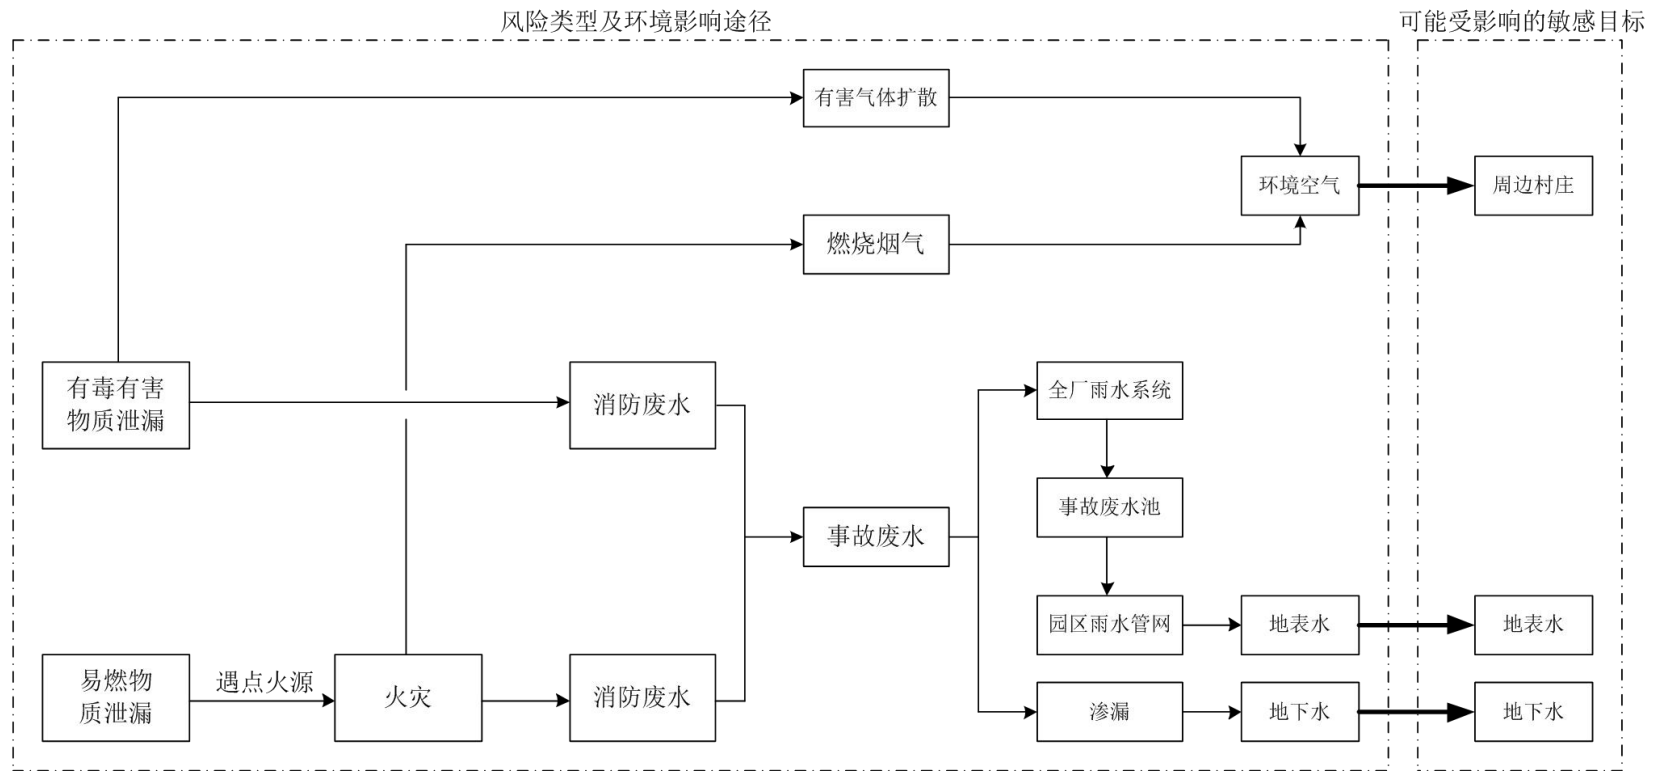 风险类型及环境影响途径
可能受影响的敏感目标
有害气体扩散
环境空气
周边村庄
燃烧烟气
有毒有害
物质泄漏
消防废水
全厂雨水系统
事故废水池
事故废水
园区雨水管网
地表水
地表水
易燃物
质泄漏
遇点火源
火灾
消防废水
渗漏
地下水
地下水